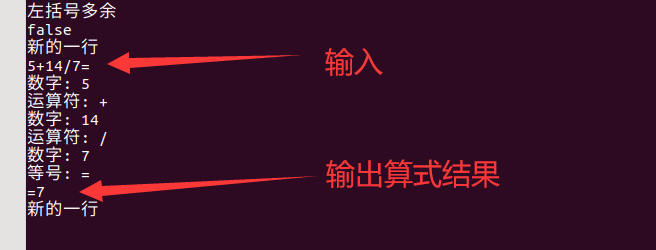 左括号多余
false
新的一行
5+14/7=
输入
数字: 5
运算符: +
数字: 14
运算符: /
数字: 7
等号: =
=7
输出算式结果
新的一行